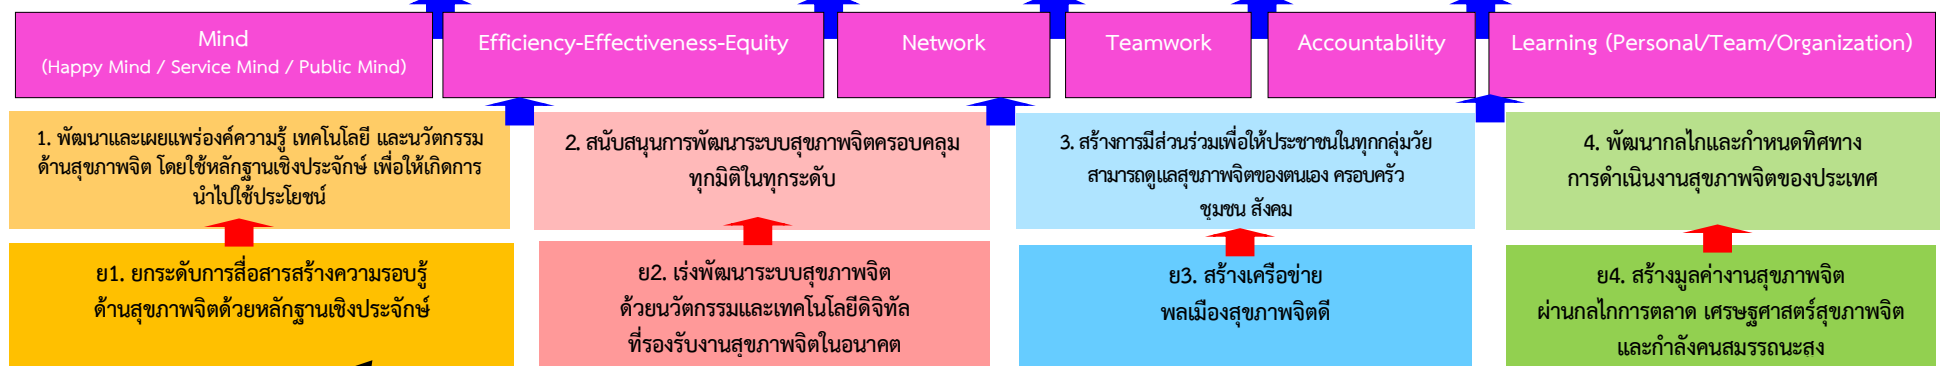 Mind
(Happy Mind / Service Mind / Public Mind)
Efficiency-Effectiveness-Equity
Network
Teamwork
Accountability
Learning (Personal/Team/Organization)
1. พัฒนาและเผยแพร่องค์ความรู้ เทคโนโลยี และนวัตกรรม
ด้านสุขภาพจิต โดยใช้หลักฐานเชิงประจักษ์ เพื่อให้เกิดการ
นำไปใช้ประโยชน์
2. สนับสนุนการพัฒนาระบบสุขภาพจิตครอบคลุม
ทุกมิติในทุกระดับ
3. สร้างการมีส่วนร่วมเพื่อให้ประชาชนในทุกกลุ่มวัย
สามารถดูแลสุขภาพจิตของตนเอง ครอบครัว
ชุมชน สังคม
4. พัฒนากลไกและกำหนดทิศทาง
การดำเนินงานสุขภาพจิตของประเทศ
ย1. ยกระดับการสื่อสารสร้างความรอบรู้
ด้านสุขภาพจิตด้วยหลักฐานเชิงประจักษ์
ย2. เร่งพัฒนาระบบสุขภาพจิต
ด้วยนวัตกรรมและเทคโนโลยีดิจิทัล
ที่รองรับงานสุขภาพจิตในอนาคต
ย3. สร้างเครือข่าย
พลเมืองสุขภาพจิตดี
ย4. สร้างมูลค่างานสุขภาพจิต
ผ่านกลไกการตลาด เศรษฐศาสตร์สุขภาพจิต
และกำลังคนสมรรถนะสูง